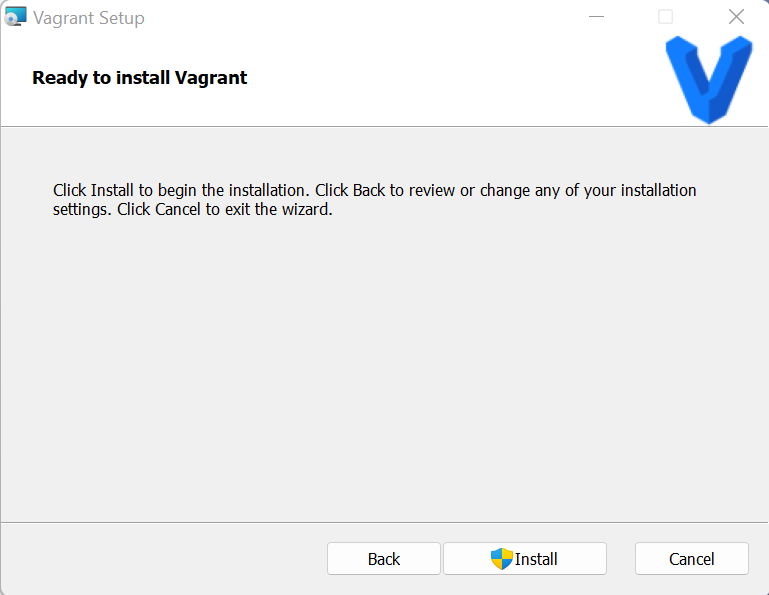 Vagrant Setup
Ready to install Vagrant
Click Install to begin the installation. Click Back to review or change any of your installation
settings. Click Cancel to exit the wizard.
Back
Install
Cancel